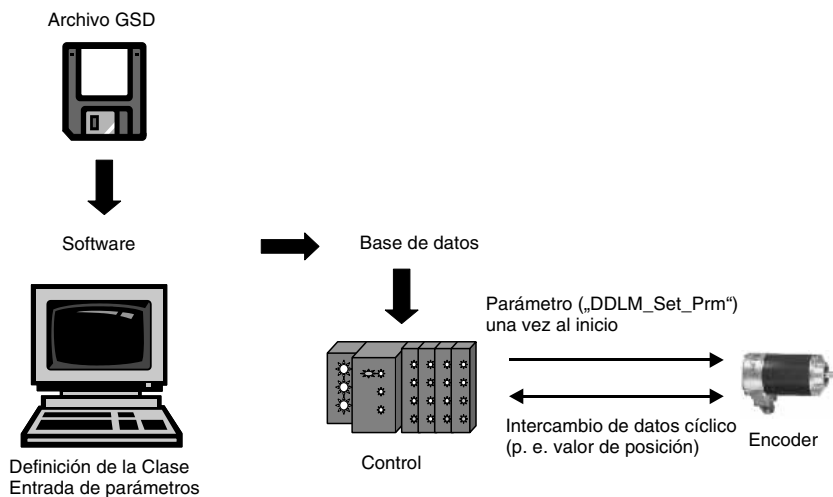 Archivo GSD
Software
Base de datos
Parámetro („DDLM_Set_Prm“)
una vez al inicio
Intercambio de datos cíclico
(p. e. valor de posición)
Encoder
Control
Definición de la Clase
Entrada de parámetros